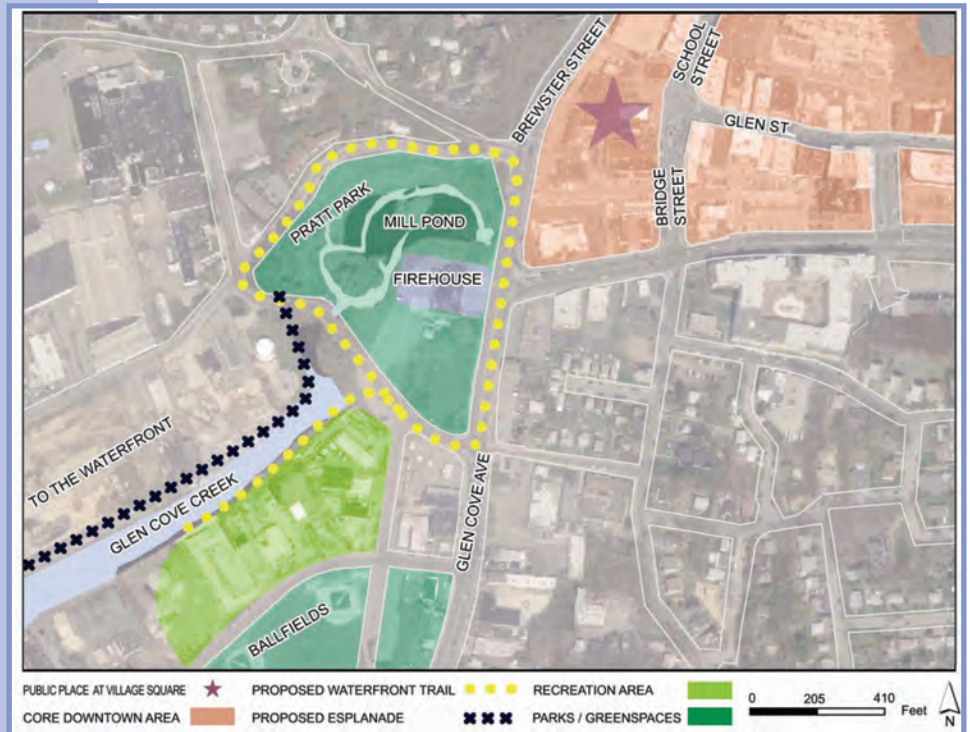 BREWSTER STREET
SCHOOL
STREET
GLEN ST
BRIDGE
STREET
PRATT PARK
MILL POND
FIREHOUSE
TO THE WATERFRONT
GLEN COVE CREEK
GLEN COVE AVE
BALLFIELDS
PUBLIC PLACE AT VILLAGE SQUARE
PROPOSED WATERFRONT TRAIL
RECREATION AREA
CORE DOWNTOWN AREA
PROPOSED ESPLANADE
PARKS / GREENSPACES
0 205 410
Feet
N